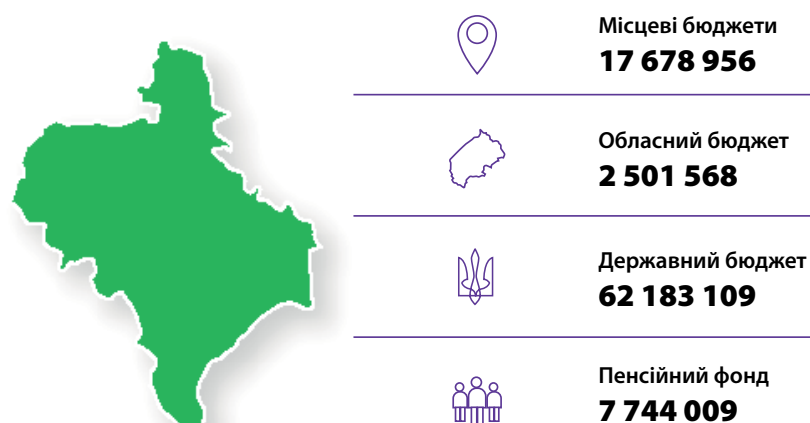 Місцеві бюджети
17 678 956
Обласний бюджет
2 501 568
Державний бюджет
62 183 109
Пенсійний фонд
7 744 009